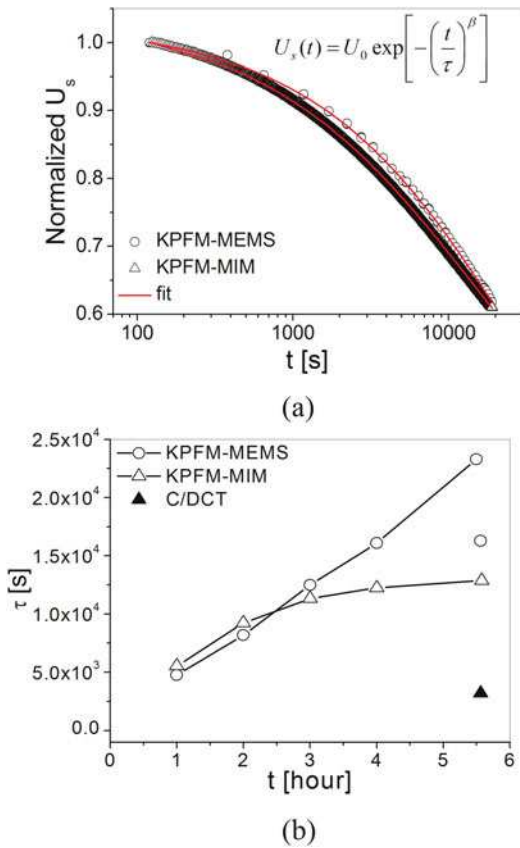 U_s(t) = U_0 exp[-(t/τ)^β]
1.0
0.9
0.8
0.7
0.6
Normalized U_s
KPFM-MEMS
KPFM-MIM
fit
100 1000 10000
t [s]
(a)
2.5x10^4
2.0x10^4
1.5x10^4
1.0x10^4
5.0x10^3
0.0
τ [s]
KPFM-MEMS
KPFM-MIM
C/DCT
0 1 2 3 4 5 6
t [hour]
(b)